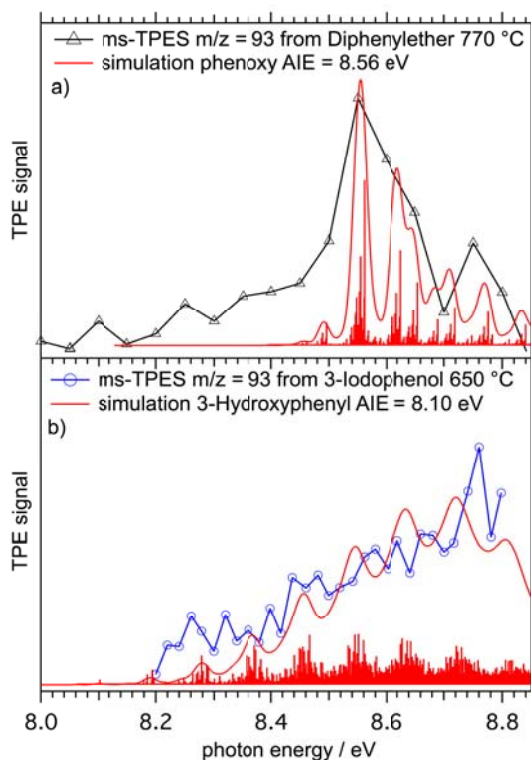 ms-TPES m/z = 93 from Diphenylether 770 °C
simulation phenoxy AIE = 8.56 eV
a)
TPE signal
ms-TPES m/z = 93 from 3-Iodophenol 650 °C
simulation 3-Hydroxyphenyl AIE = 8.10 eV
b)
TPE signal
8.0 8.2 8.4 8.6 8.8
photon energy / eV